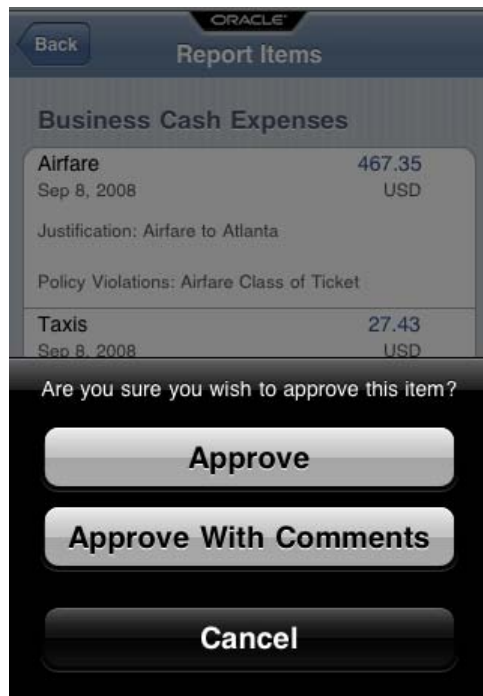 ORACLE
Back
Report Items
Business Cash Expenses
Airfare 467.35
Sep 8, 2008 USD
Justification: Airfare to Atlanta
Policy Violations: Airfare Class of Ticket
Taxis 27.43
Sep 8, 2008 USD
Are you sure you wish to approve this item?
Approve
Approve With Comments
Cancel